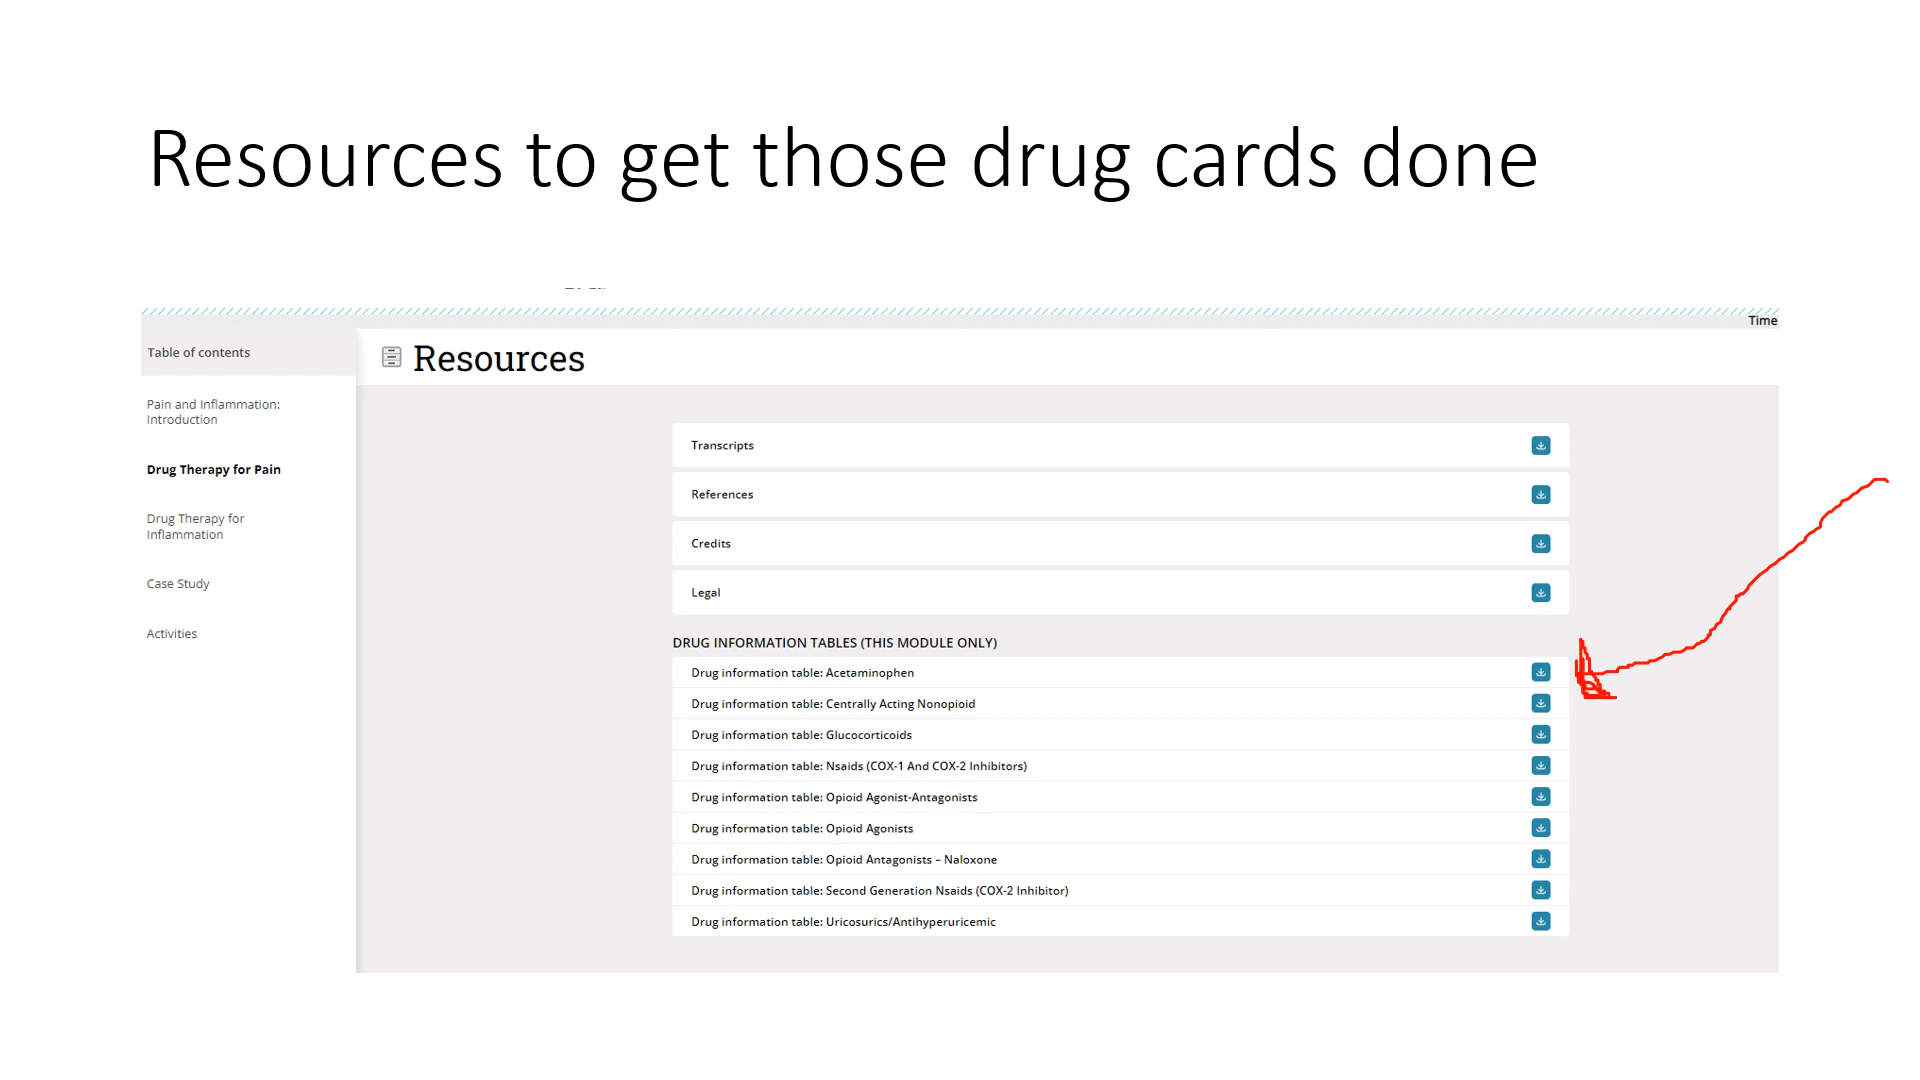 Resources to get those drug cards done
Time
Table of contents
Resources
Pain and Inflammation:
Introduction
Drug Therapy for Pain
Drug Therapy for
Inflammation
Case Study
Activities
Transcripts
References
Credits
Legal
DRUG INFORMATION TABLES (THIS MODULE ONLY)
Drug information table: Acetaminophen
Drug information table: Centrally Acting Nonopioid
Drug information table: Glucocorticoids
Drug information table: Nsaids (COX-1 And COX-2 Inhibitors)
Drug information table: Opioid Agonist-Antagonists
Drug information table: Opioid Agonists
Drug information table: Opioid Antagonists – Naloxone
Drug information table: Second Generation Nsaids (COX-2 Inhibitor)
Drug information table: Uricosurics/Antihyperuricemic